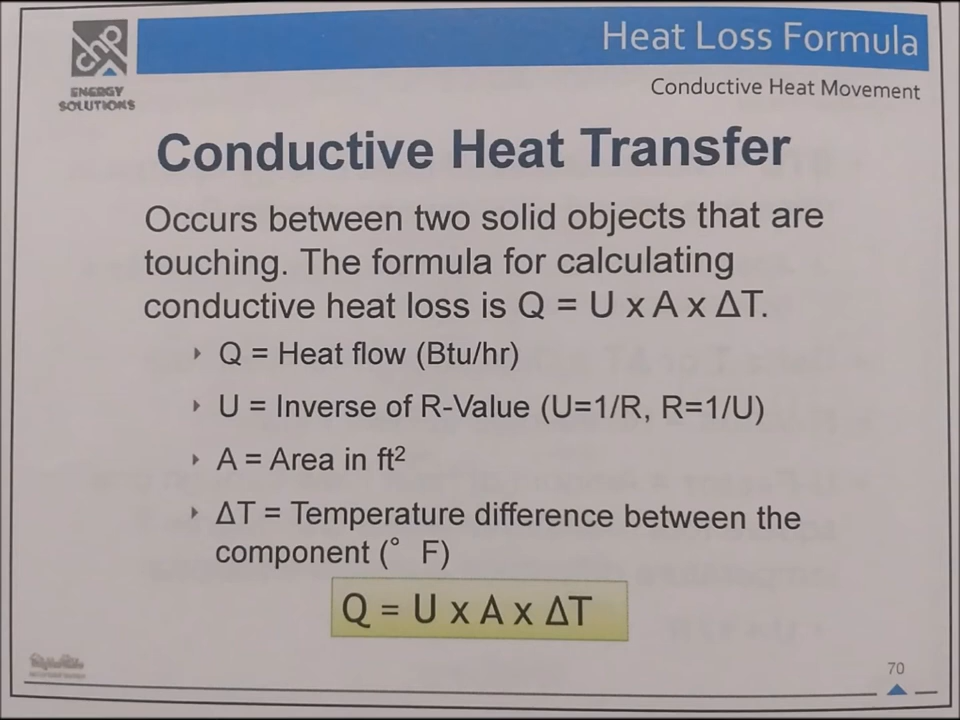 Heat Loss Formula
ENERGY
SOLUTIONS
Conductive Heat Movement
Conductive Heat Transfer
Occurs between two solid objects that are
touching. The formula for calculating
conductive heat loss is Q = U x A x ΔT.
Q = Heat flow (Btu/hr)
U = Inverse of R-Value (U=1/R, R=1/U)
A = Area in ft²
ΔT = Temperature difference between the
component (° F)
Q = U x A x ΔT
70